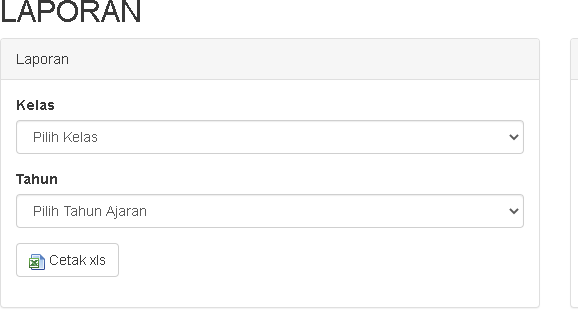 LAPORAN
Laporan
Kelas
Pilih Kelas
Tahun
Pilih Tahun Ajaran
Cetak xls